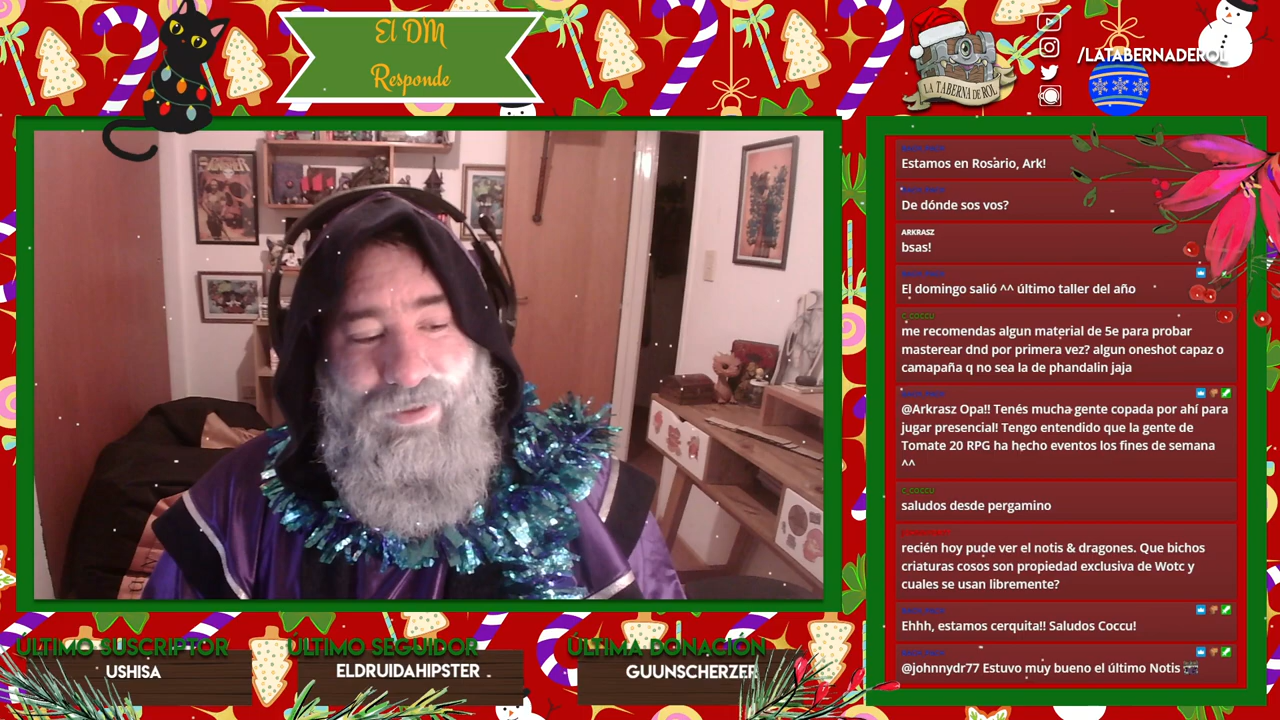 El DM
Responde
LA TABERNA DE ROL
/LATABERNADEROL
Estamos en Rosario, Ark!
De dónde sos vos?
ARKRASZ
bsas!
El domingo salió ^^ último taller del año
C_COCCU
me recomendas algun material de 5e para probar
masterear dnd por primera vez? algun oneshot capaz o
camapaña q no sea la de phandalin jaja
@Arkrasz Opa!! Tenés mucha gente copada por ahí para
jugar presencial! Tengo entendido que la gente de
Tomate 20 RPG ha hecho eventos los fines de semana
^^
C_COCCU
saludos desde pergamino
recién hoy pude ver el notis & dragones. Que bichos
criaturas cosos son propiedad exclusiva de Wotc y
cuales se usan libremente?
Ehhh, estamos cerquita!! Saludos Coccu!
@johnnydr77 Estuvo muy bueno el último Notis
ÚLTIMO SUSCRIPTOR
USHISA
ÚLTIMO SEGUIDOR
ELDRUIDAHIPSTER
ÚLTIMA DONACIÓN
GUUNSCHERZER